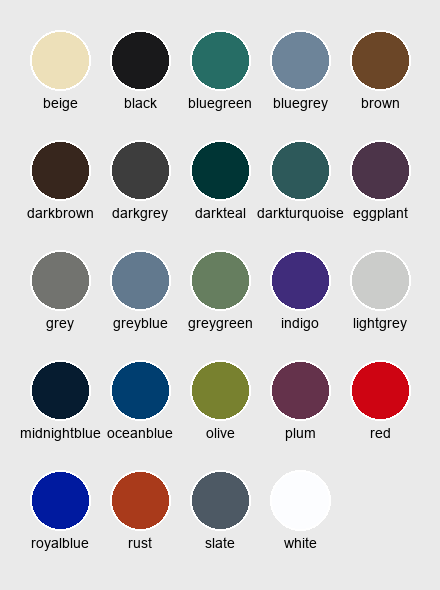 beige black bluegreen bluegrey brown
darkbrown darkgrey darkteal darkturquoise eggplant
grey greyblue greygreen indigo lightgrey
midnightblue oceanblue olive plum red
royalblue rust slate white